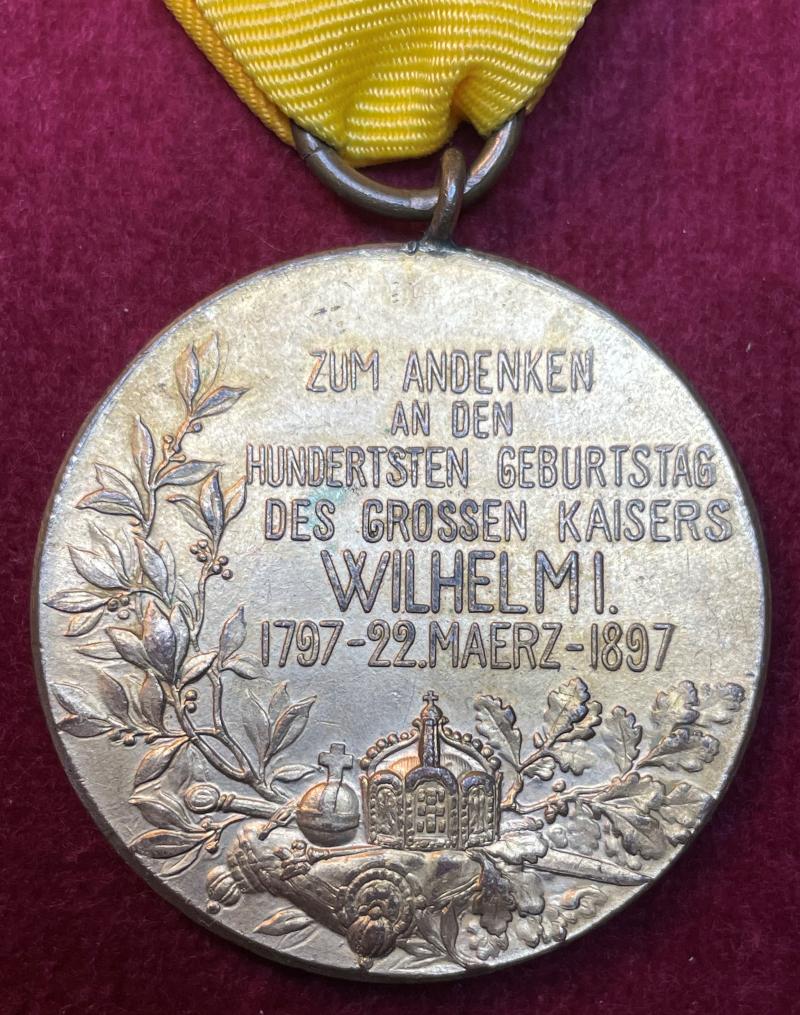 ZUM ANDENKEN
AN DEN
HUNDERTSTEN GEBURTSTAG
DES GROSSEN KAISERS
WILHELM I.
1797-22.MAERZ-1897